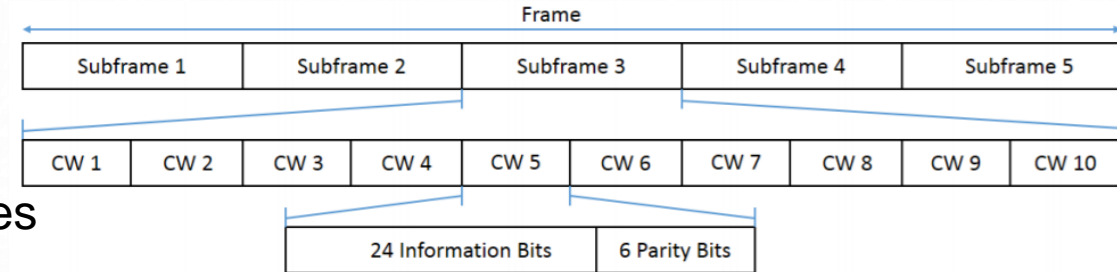 Frame
Subframe 1 Subframe 2 Subframe 3 Subframe 4 Subframe 5
CW 1 CW 2 CW 3 CW 4 CW 5 CW 6 CW 7 CW 8 CW 9 CW 10
es
24 Information Bits 6 Parity Bits